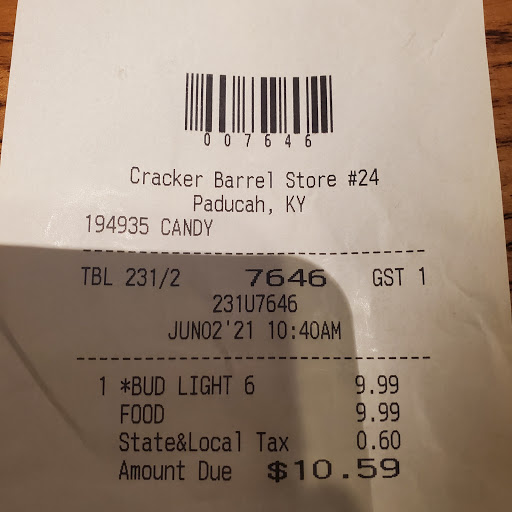 007646
Cracker Barrel Store #24
Paducah, KY
194935 CANDY
TBL 231/2 7646 GST 1
231U7646
JUN02'21 10:40AM
1 *BUD LIGHT 6 9.99
FOOD 9.99
State&Local Tax 0.60
Amount Due $10.59